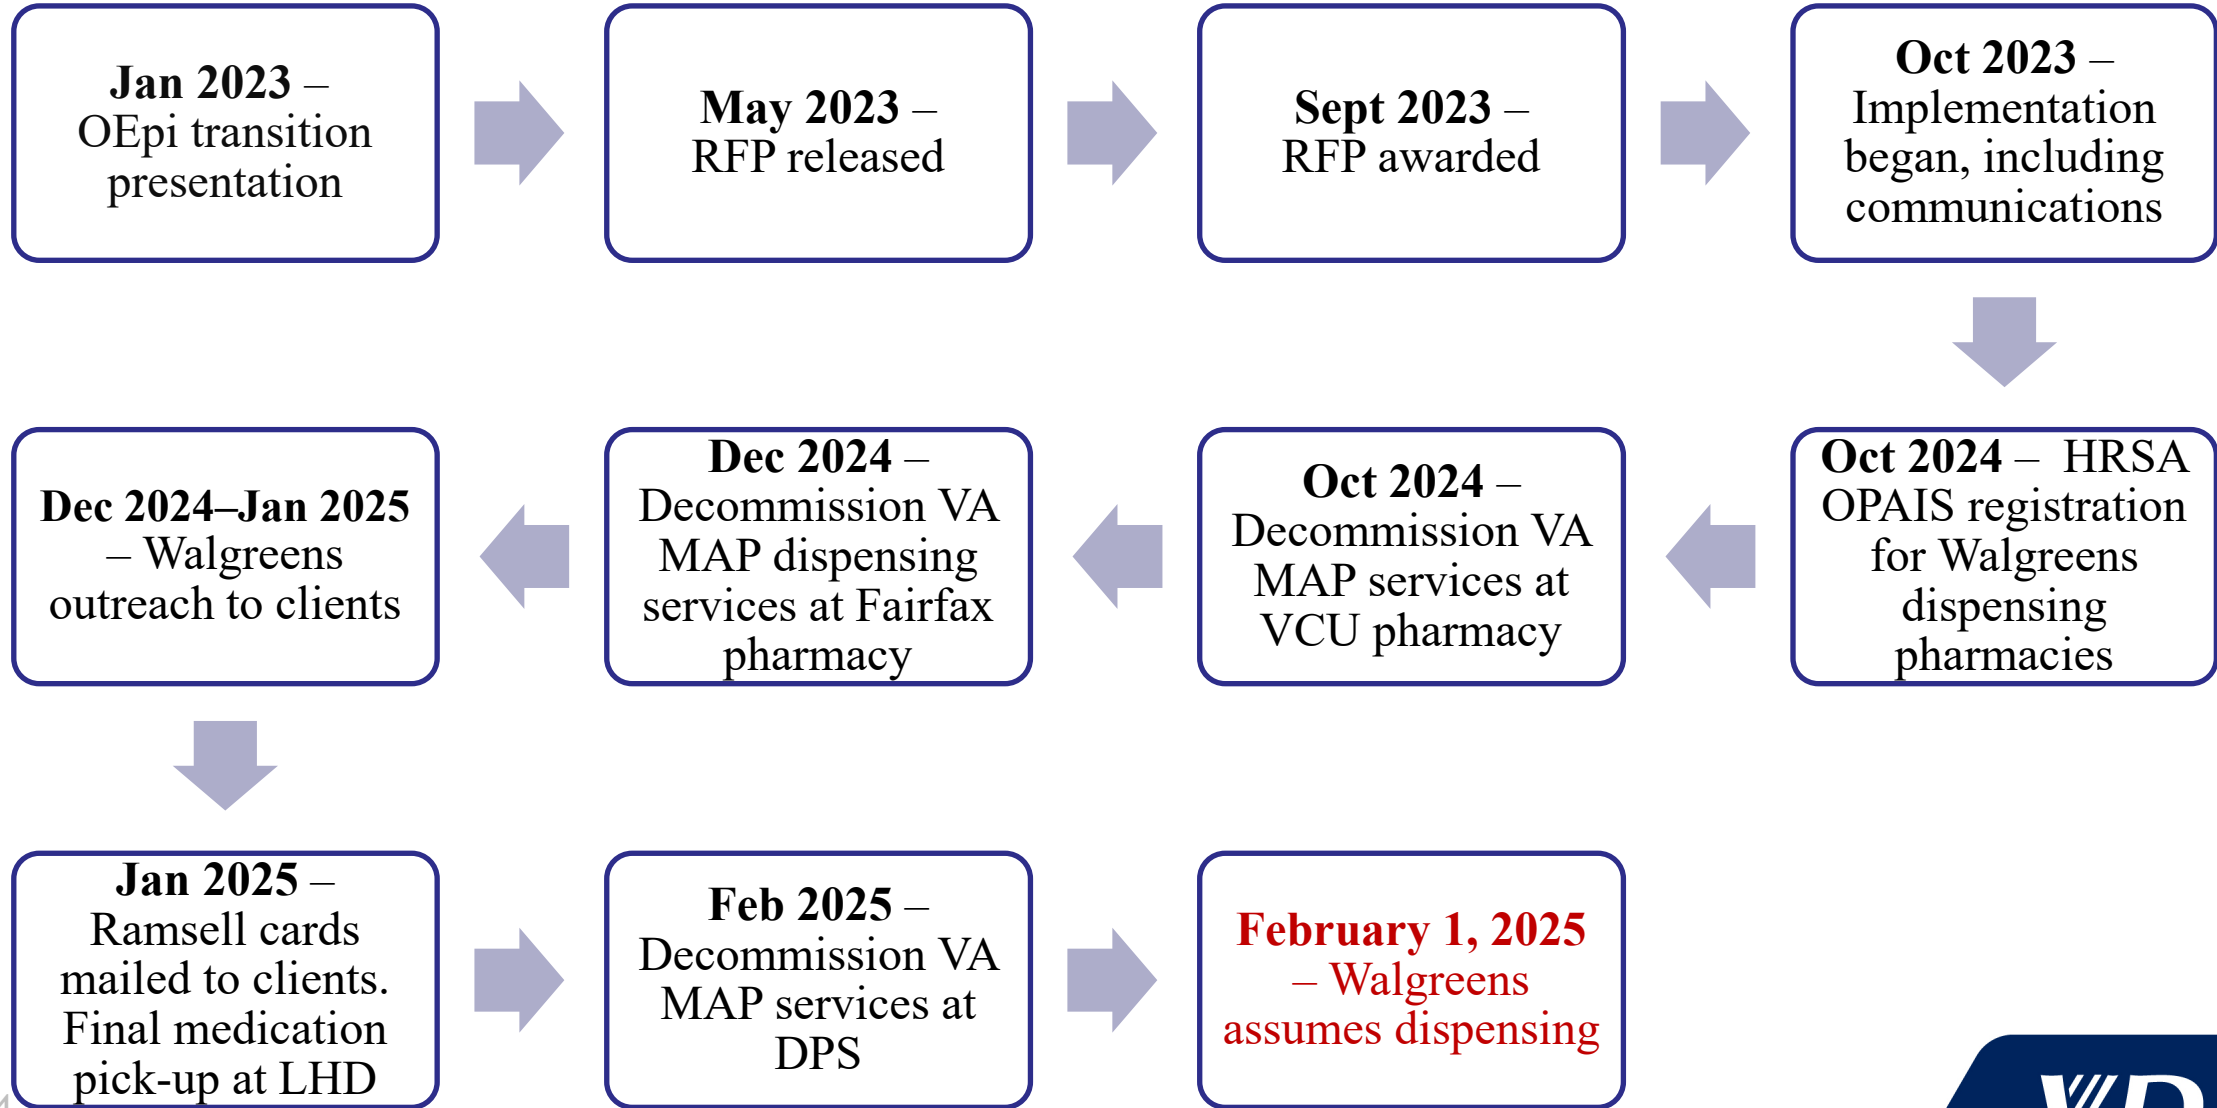 Jan 2023 –
OEpi transition
presentation
May 2023 –
RFP released
Sept 2023 –
RFP awarded
Oct 2023 –
Implementation
began, including
communications
Oct 2024 –  HRSA
OPAIS registration
for Walgreens
dispensing
pharmacies
Oct 2024 –
Decommission VA
MAP services at
VCU pharmacy
Dec 2024 –
Decommission VA
MAP dispensing
services at Fairfax
pharmacy
Dec 2024–Jan 2025
– Walgreens
outreach to clients
Jan 2025 –
Ramsell cards
mailed to clients.
Final medication
pick-up at LHD
Feb 2025 –
Decommission VA
MAP services at
DPS
February 1, 2025
– Walgreens
assumes dispensing